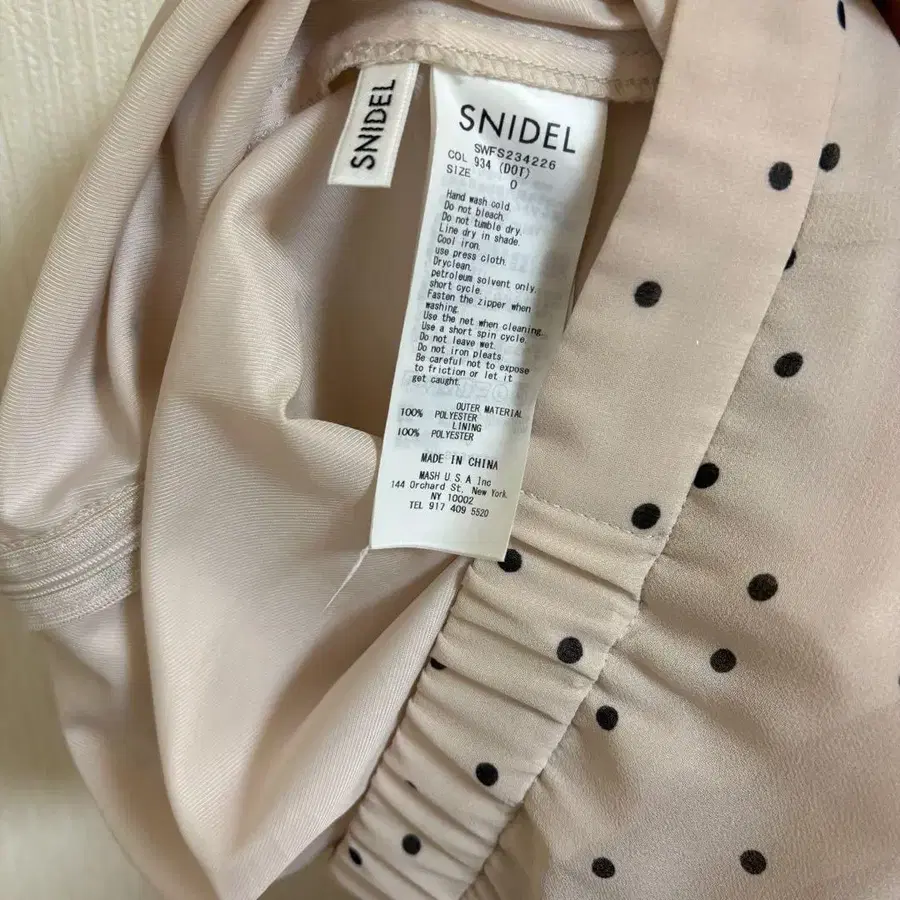 SNIDEL
SNIDEL
SWFS234226
COL 934 (DOT)
SIZE 0
Hand wash cold.
Do not bleach.
Do not tumble dry.
Line dry in shade.
Cool iron.
use press cloth.
Dryclean.
petroleum solvent only.
short cycle.
Fasten the zipper when
washing.
Use the net when cleaning.
Use a short spin cycle.
Do not leave wet.
Do not iron pleats.
Be careful not to expose
to friction or let it
get caught.
OUTER MATERIAL
100% POLYESTER
LINING
100% POLYESTER
MADE IN CHINA
MASH U.S.A Inc
144 Orchard St. New York.
NY 10002
TEL 917 409 5520